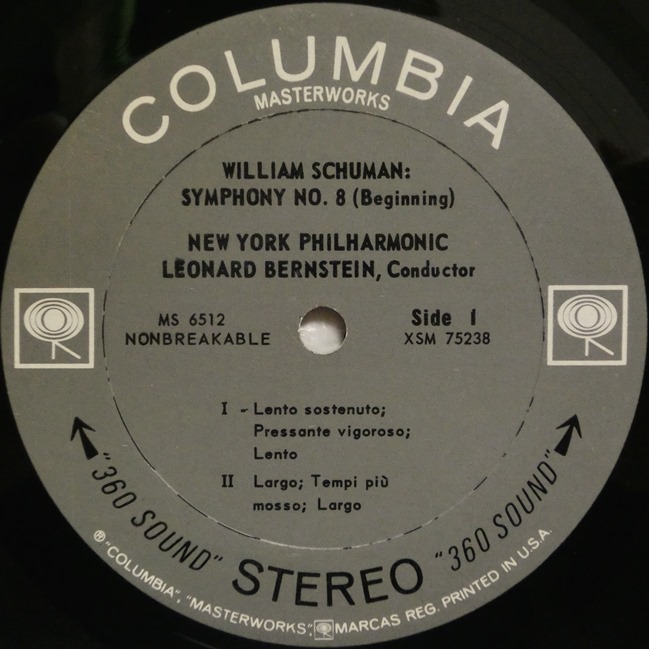 COLUMBIA
MASTERWORKS
WILLIAM SCHUMAN:
SYMPHONY NO. 8 (Beginning)
NEW YORK PHILHARMONIC
LEONARD BERNSTEIN, Conductor
MS 6512
NONBREAKABLE
Side 1
XSM 75238
I - Lento sostenuto;
Pressante vigoroso;
Lento
II Largo; Tempi più
mosso; Largo
"360 SOUND" STEREO "360 SOUND"
® "COLUMBIA", "MASTERWORKS", MARCAS REG. PRINTED IN U.S.A.